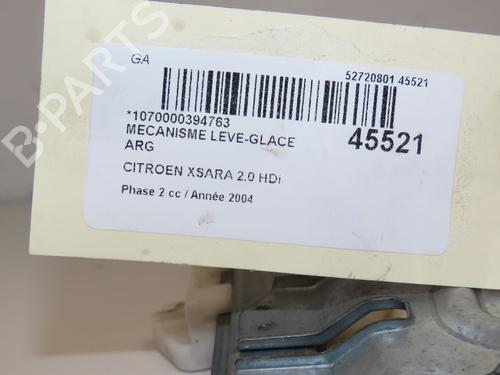 GA
52720801 45521
*1070000394763
MECANISME LEVE-GLACE
ARG
45521
CITROEN XSARA 2.0 HDi
Phase 2 cc / Année 2004
B-PARTS